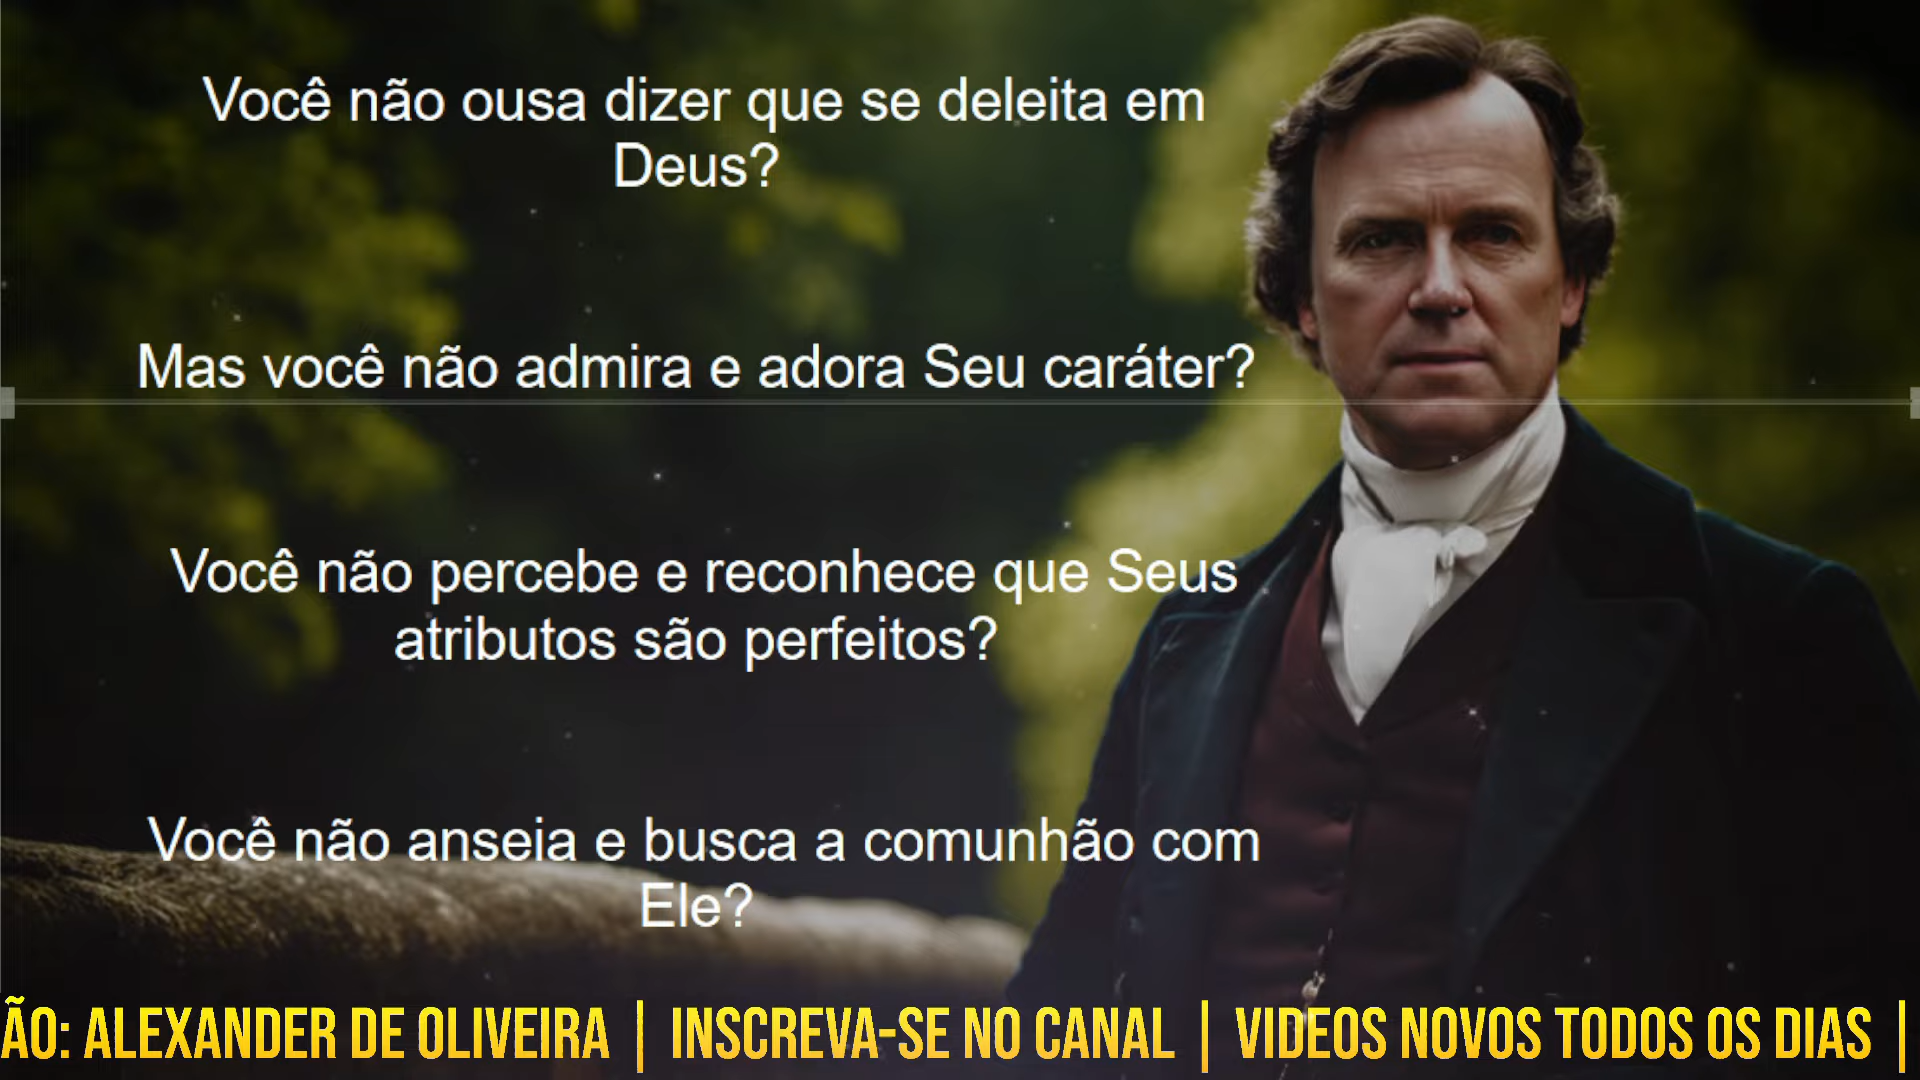 Você não ousa dizer que se deleita em
Deus?
Mas você não admira e adora Seu caráter?
Você não percebe e reconhece que Seus
atributos são perfeitos?
Você não anseia e busca a comunhão com
Ele?
ÃO: ALEXANDER DE OLIVEIRA | INSCREVA-SE NO CANAL | VIDEOS NOVOS TODOS OS DIAS |